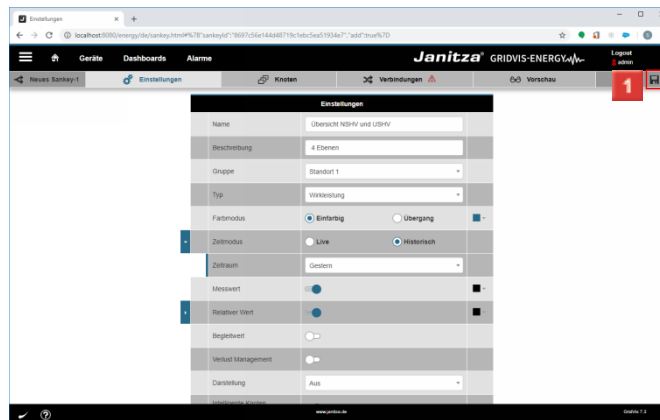 Einstellungen
localhost:8080/energy/de/sankey.html#%7B"sankeyId":"8697c56e144d48719c1ebc5ea51934e7","add":true%7D
Geräte Dashboards Alarme Janitza® GRIDVIS-ENERGY Logout
admin
Neues Sankey-1 Einstellungen Knoten Verbindungen Vorschau
1
Einstellungen
Name Übersicht NSHV und USHV
Beschreibung 4 Ebenen
Gruppe Standort 1
Typ Wirkleistung
Farbmodus Einfarbig Übergang
Zeitmodus Live Historisch
Zeitraum Gestern
Messwert
Relativer Wert
Begleitwert
Verlust Management
Darstellung Aus
Intelligente Knoten
www.janitza.de GridVis 7.3